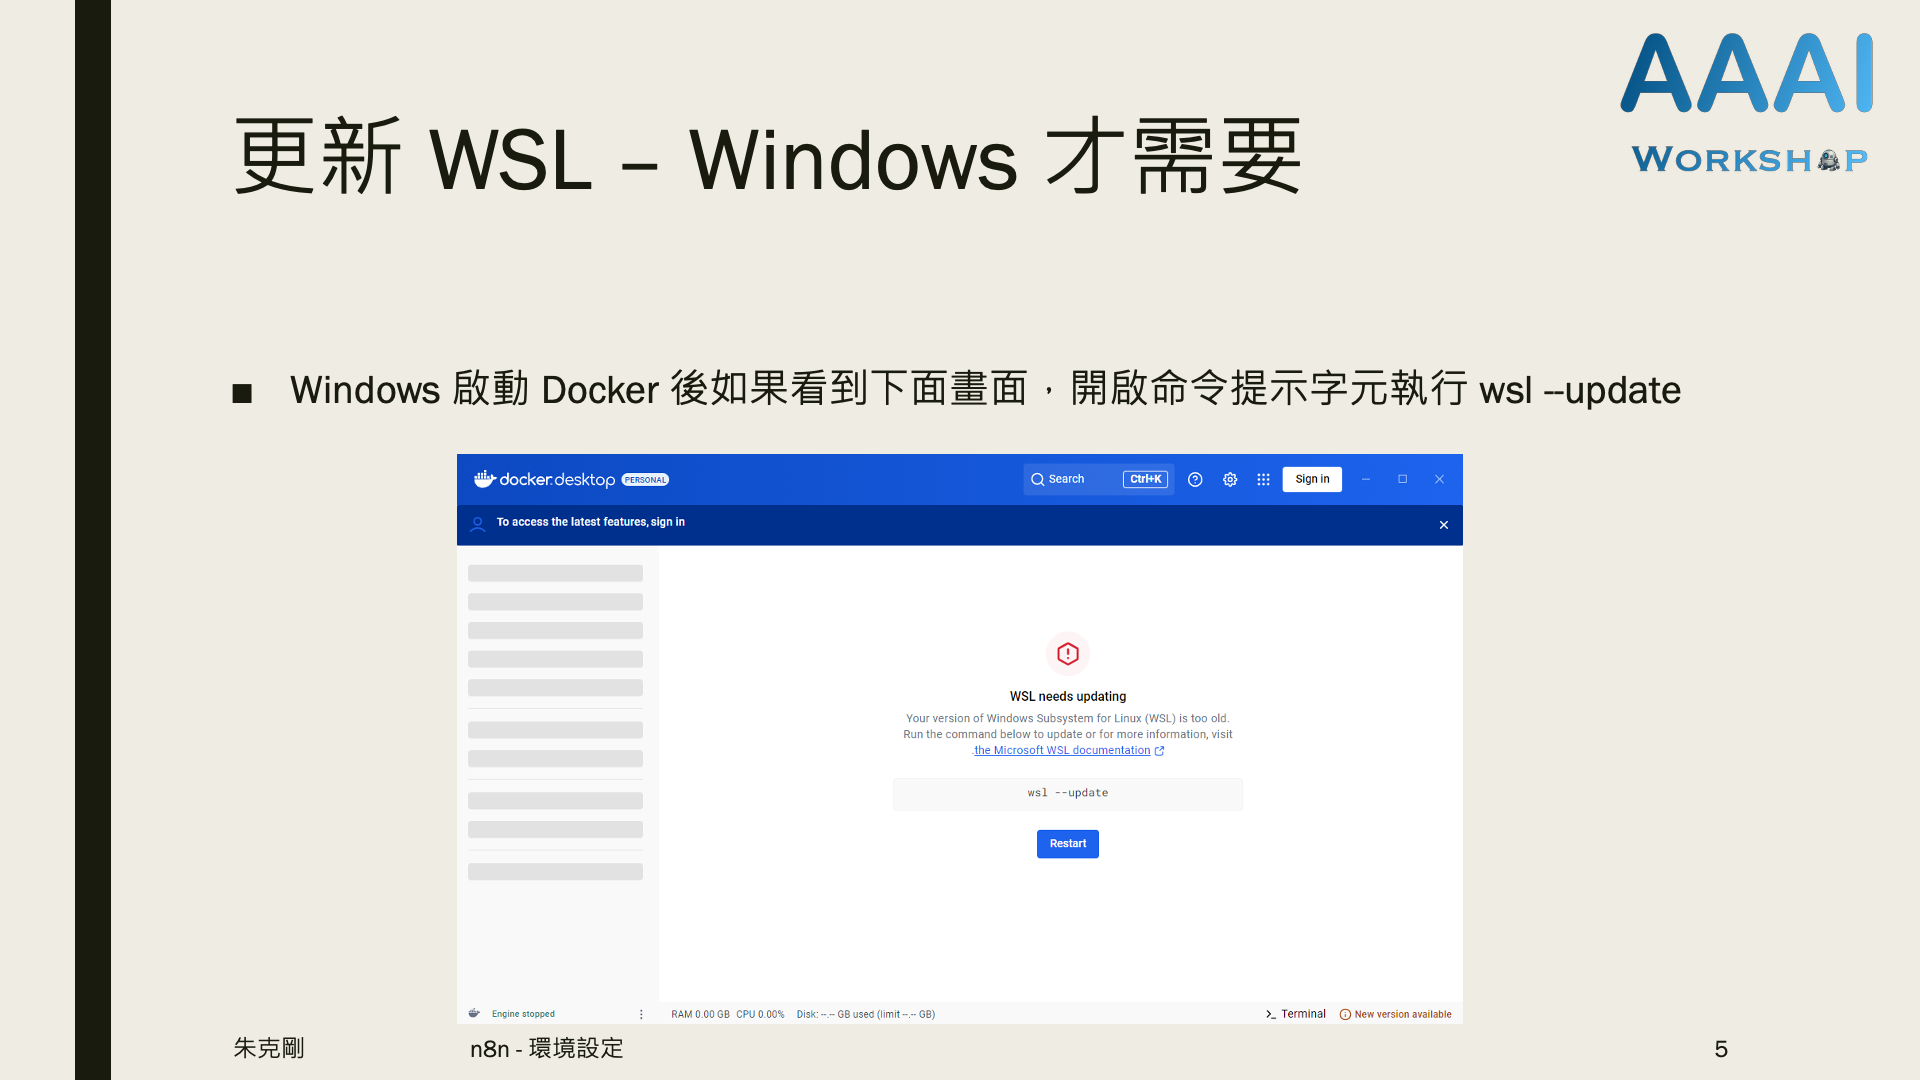 AAAI
WORKSHOP
更新 WSL – Windows 才需要
■ Windows 啟動 Docker 後如果看到下面畫面，開啟命令提示字元執行 wsl --update
docker.desktop PERSONAL
Search Ctrl+K
Sign in
To access the latest features, sign in
WSL needs updating
Your version of Windows Subsystem for Linux (WSL) is too old.
Run the command below to update or for more information, visit
.the Microsoft WSL documentation
wsl --update
Restart
Engine stopped
RAM 0.00 GB CPU 0.00% Disk: --.-- GB used (limit --.-- GB)
Terminal
New version available
朱克剛
n8n - 環境設定
5